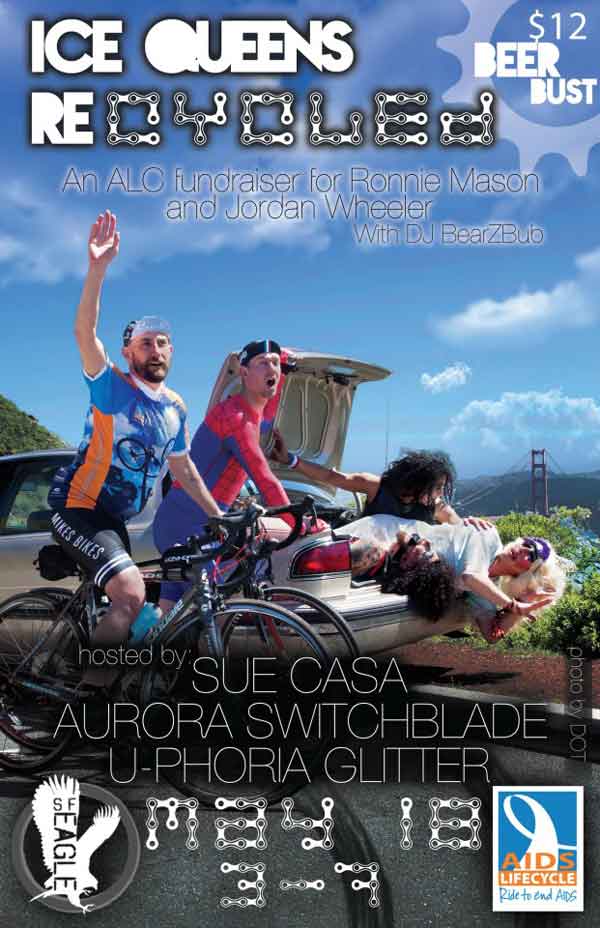 ICE QUEENS
RECYCLEd
$12
BEER
BUST
An ALC fundraiser for Ronnie Mason
and Jordan Wheeler
With DJ BearZBub
MIKES BIKES
hosted by:
SUE CASA
AURORA SWITCHBLADE
U-PHORIA GLITTER
photo by DOT
MAY 18
3-7
SF
EAGLE
AIDS
LIFECYCLE
Ride to end AIDS